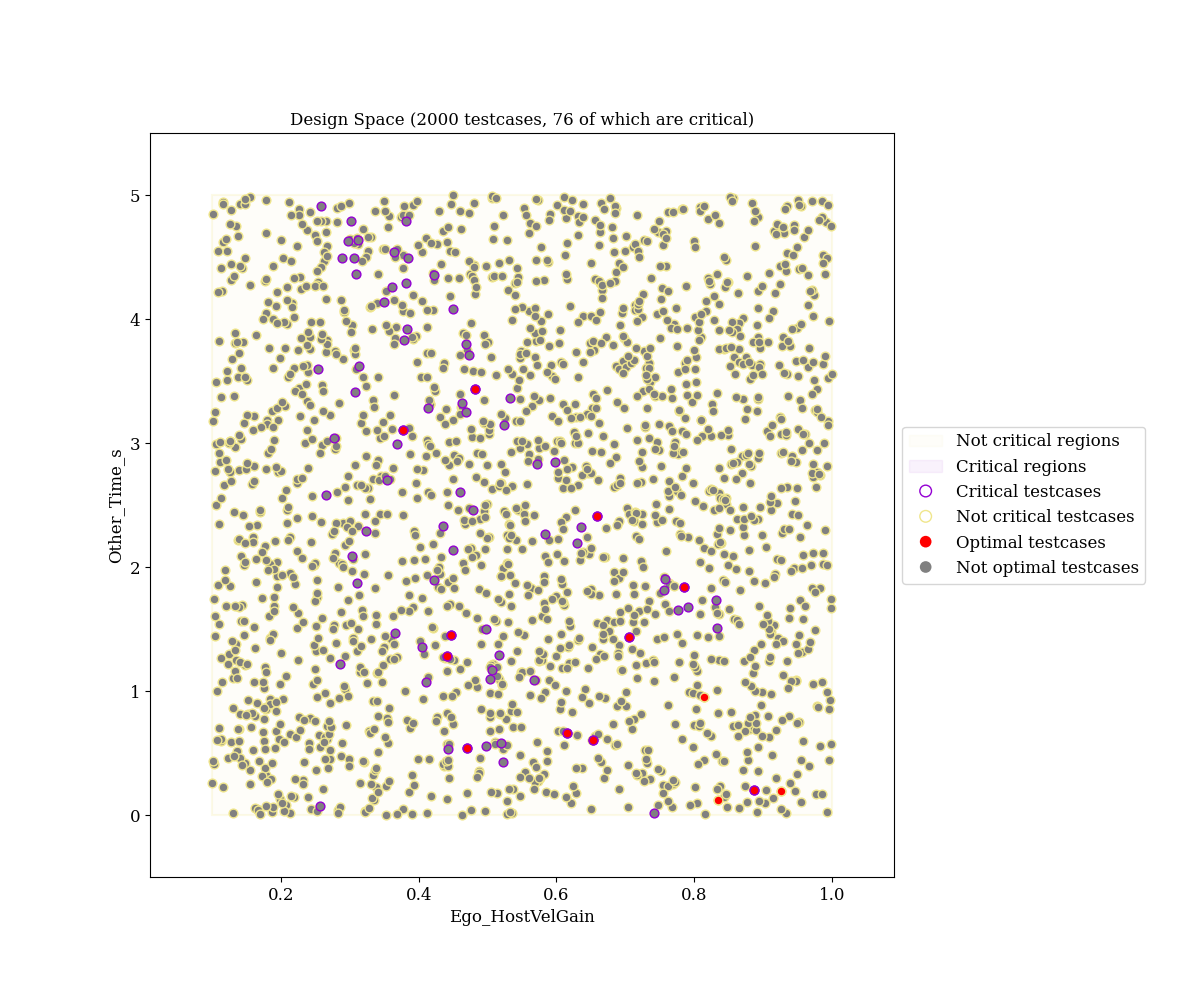 Design Space (2000 testcases, 76 of which are critical)
5
4
3
2
1
0
Other_Time_s
0.2
0.4
0.6
0.8
1.0
Ego_HostVelGain
Not critical regions
Critical regions
Critical testcases
Not critical testcases
Optimal testcases
Not optimal testcases